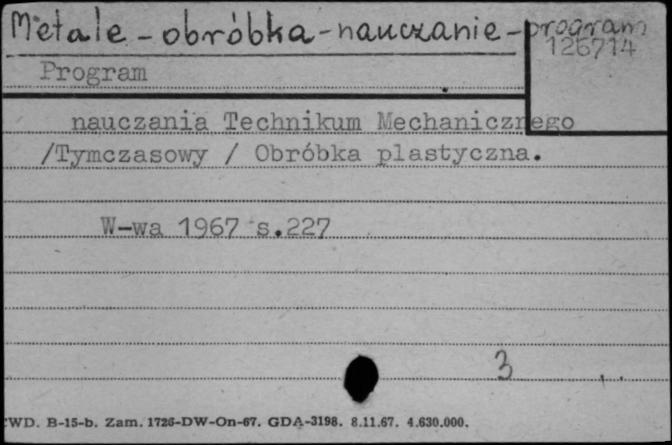 Metale - obróbka - nauczanie - program
126714
Program
nauczania Technikum Mechanicznego
/Tymczasowy / Obróbka plastyczna.
W-wa 1967 s.227
3
WD. B-15-b. Zam. 1726-DW-On-67. GDA-3198. 8.11.67. 4.630.000.